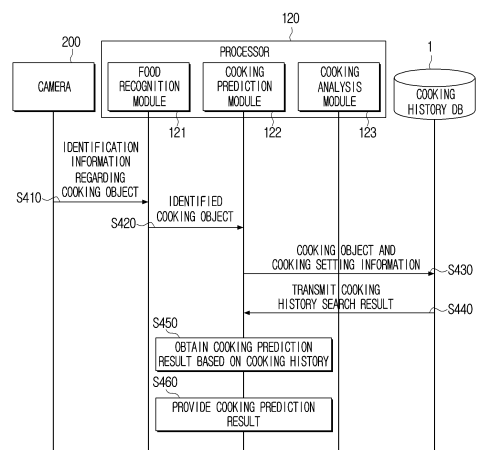 120
200
PROCESSOR
1
CAMERA
FOOD
RECOGNITION
MODULE
COOKING
PREDICTION
MODULE
COOKING
ANALYSIS
MODULE
COOKING
HISTORY DB
121
122
123
IDENTIFICATION
INFORMATION
REGARDING
COOKING OBJECT
S410
IDENTIFIED
COOKING OBJECT
S420
COOKING OBJECT AND
COOKING SETTING INFORMATION
S430
TRANSMIT COOKING
HISTORY SEARCH RESULT
S440
S450
OBTAIN COOKING PREDICTION
RESULT BASED ON COOKING HISTORY
S460
PROVIDE COOKING PREDICTION
RESULT